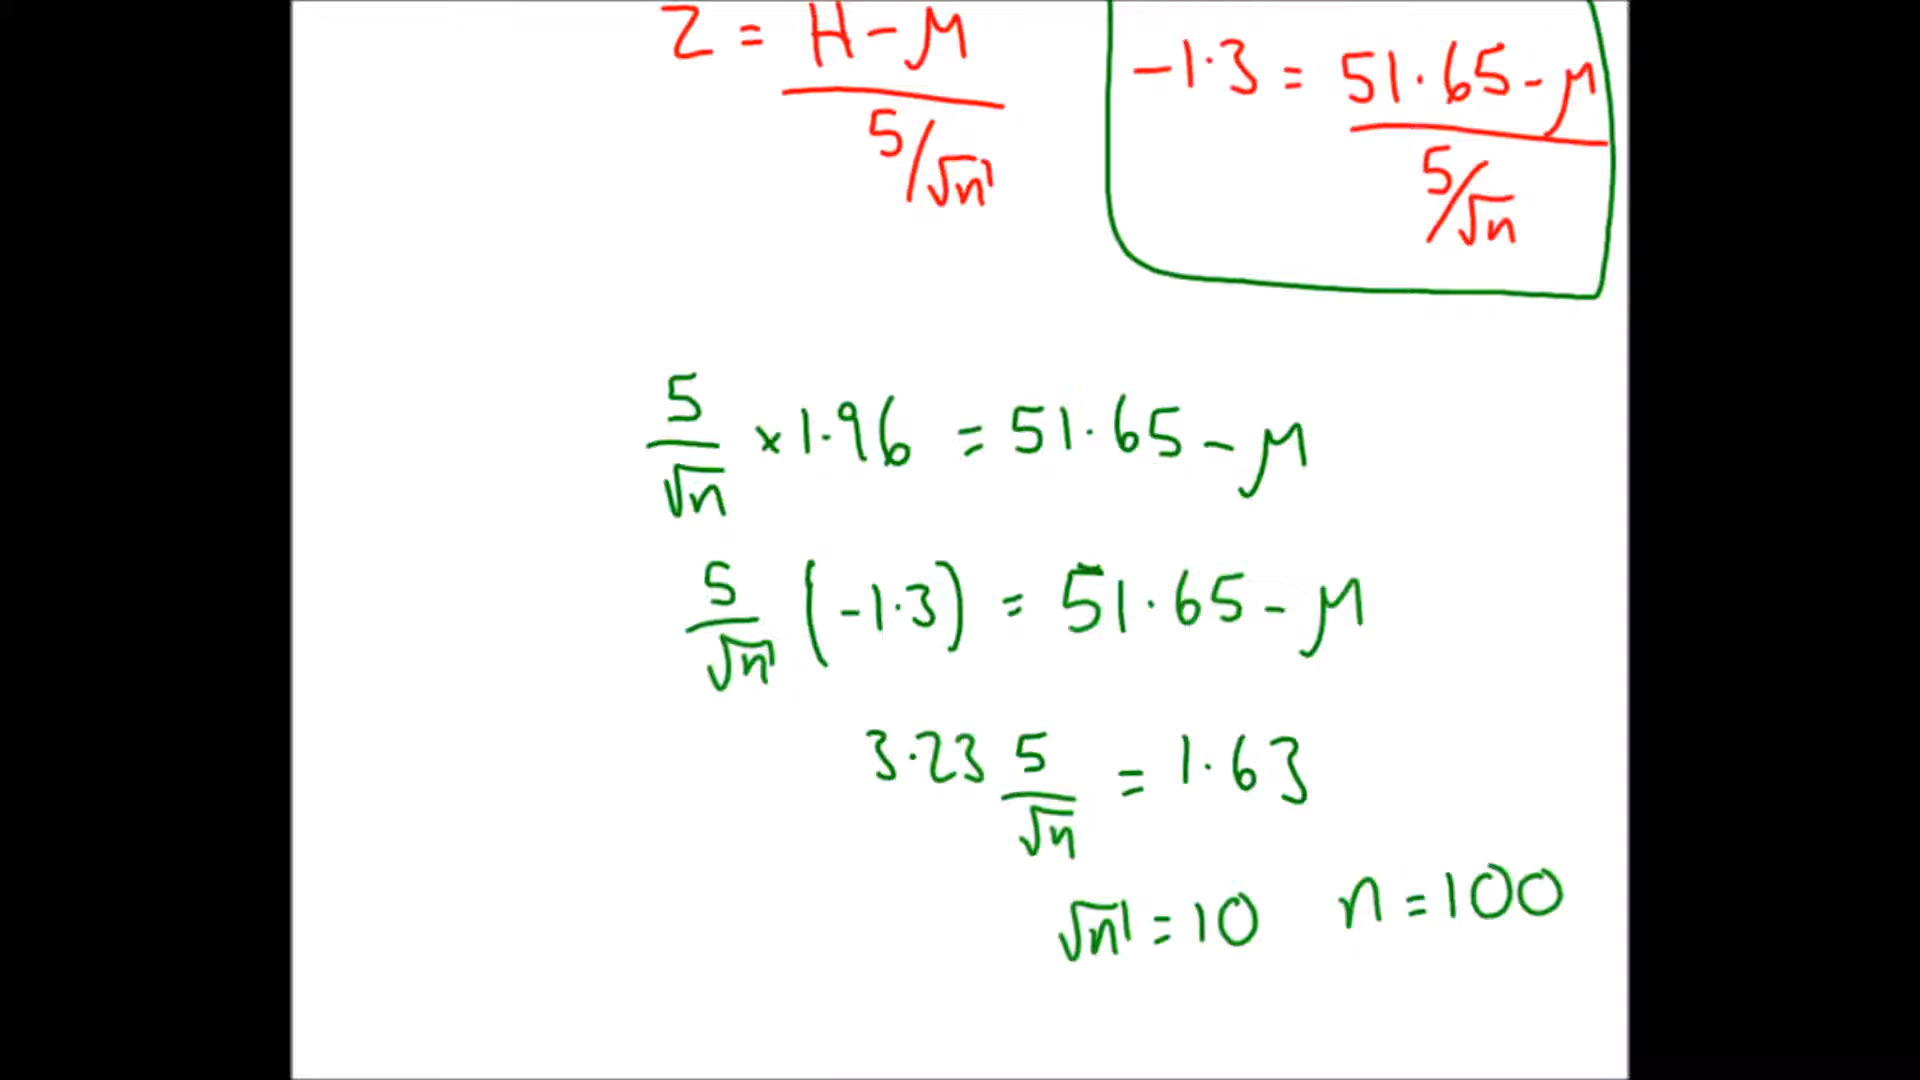 Z = H - μ / 5/√n
-1.3 = 51.65 - μ / 5/√n
5/√n × 1.96 = 51.65 - μ
5/√n (-1.3) = 51.65 - μ
3.23 5/√n = 1.63
√n = 10 n = 100